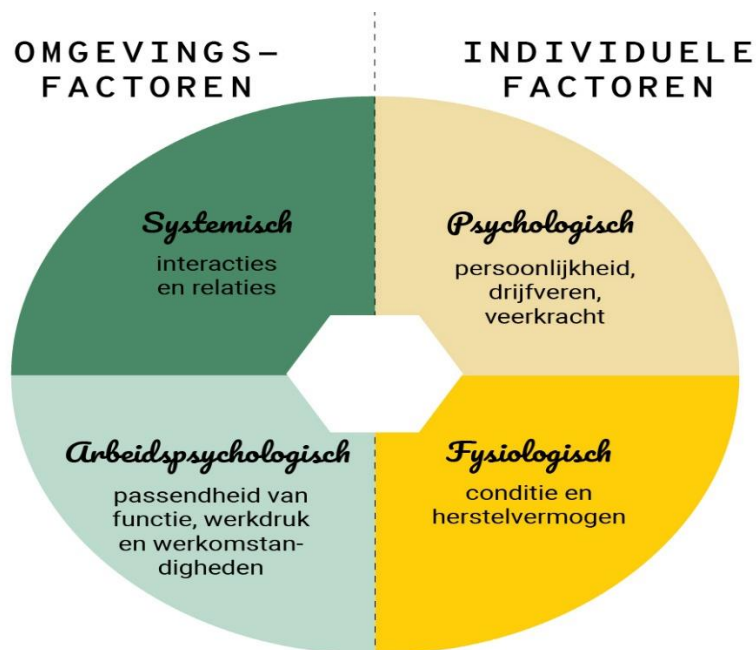 OMGEVINGS-
FACTOREN
INDIVIDUELE
FACTOREN
Systemisch
interacties
en relaties
Psychologisch
persoonlijkheid,
drijfveren,
veerkracht
Arbeidspsychologisch
passendheid van
functie, werkdruk
en werkomstan-
digheden
Fysiologisch
conditie en
herstelvermogen